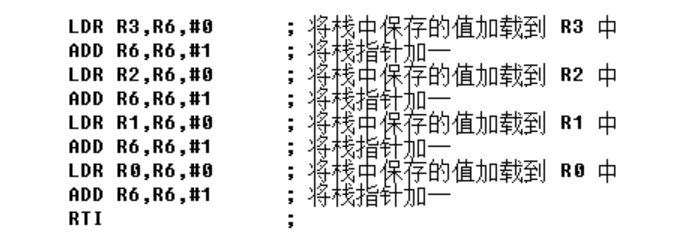 LDR R3,R6,#0 ; 将栈中保存的值加载到 R3 中
ADD R6,R6,#1 ; 将栈指针加一
LDR R2,R6,#0 ; 将栈中保存的值加载到 R2 中
ADD R6,R6,#1 ; 将栈指针加一
LDR R1,R6,#0 ; 将栈中保存的值加载到 R1 中
ADD R6,R6,#1 ; 将栈指针加一
LDR R0,R6,#0 ; 将栈中保存的值加载到 R0 中
ADD R6,R6,#1 ; 将栈指针加一
RTI ;